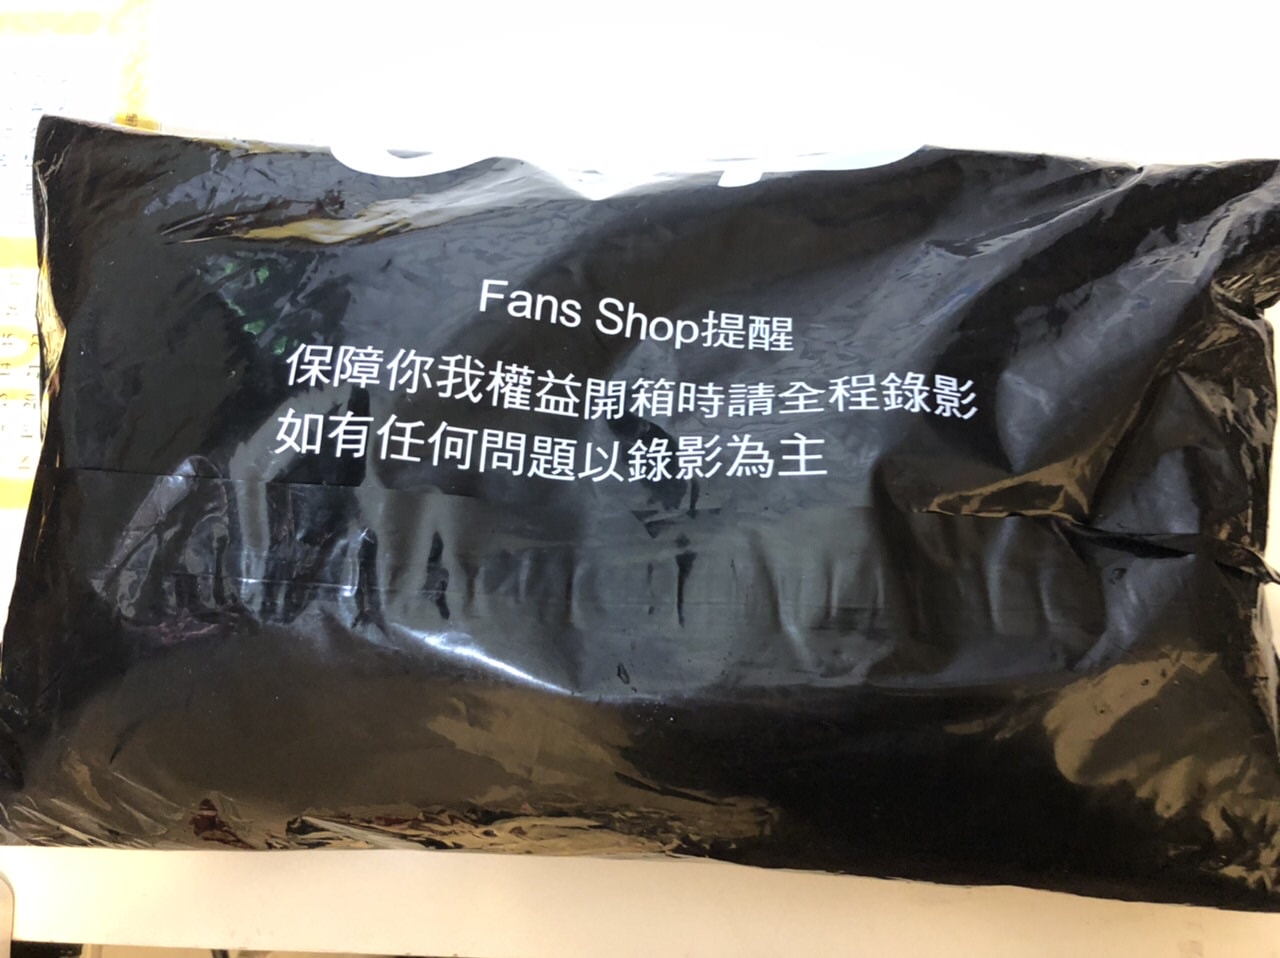 Fans Shop提醒
保障你我權益開箱時請全程錄影
如有任何問題以錄影為主